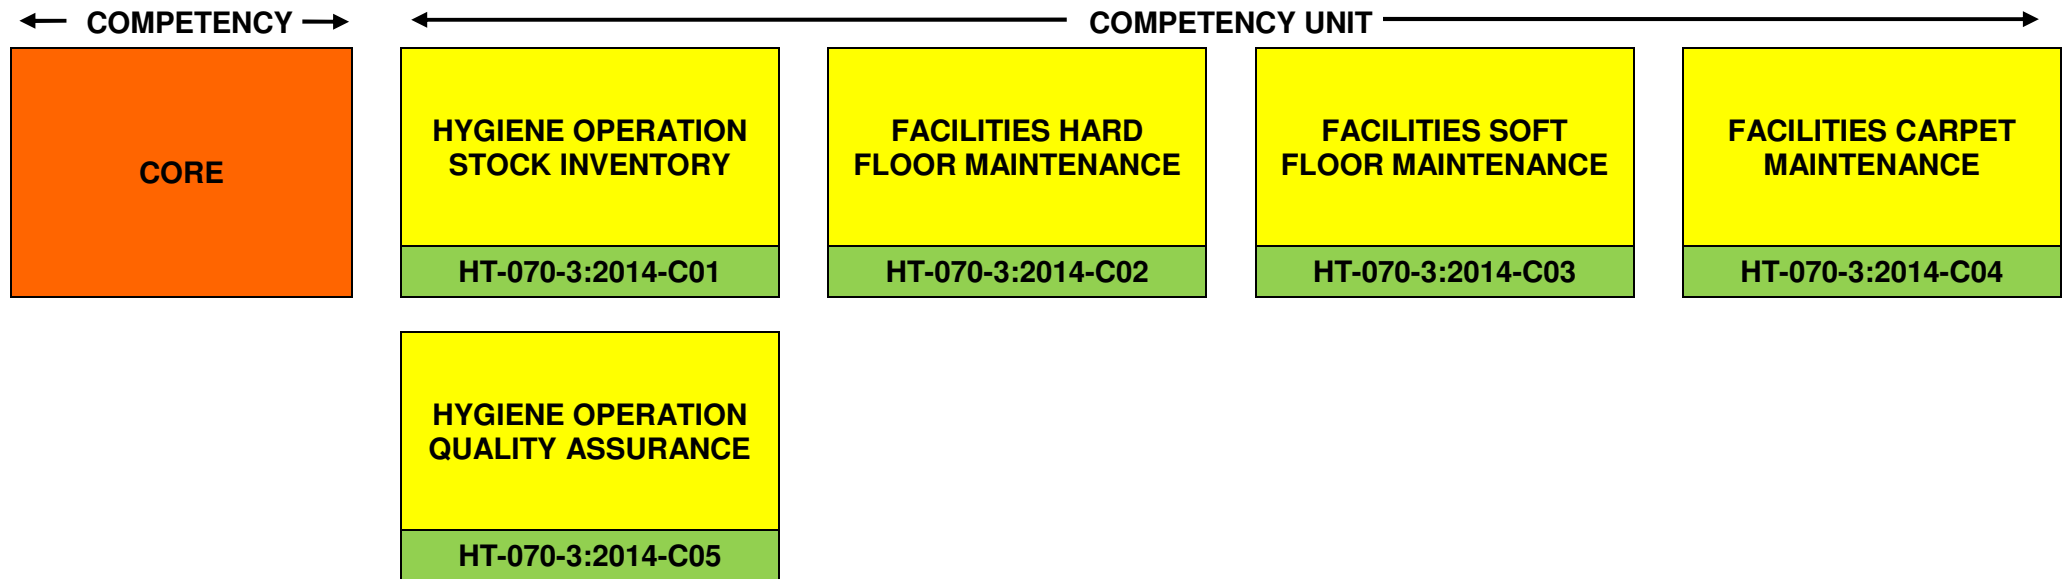 COMPETENCY
COMPETENCY UNIT
CORE
HYGIENE OPERATION
STOCK INVENTORY
HT-070-3:2014-C01
FACILITIES HARD
FLOOR MAINTENANCE
HT-070-3:2014-C02
FACILITIES SOFT
FLOOR MAINTENANCE
HT-070-3:2014-C03
FACILITIES CARPET
MAINTENANCE
HT-070-3:2014-C04
HYGIENE OPERATION
QUALITY ASSURANCE
HT-070-3:2014-C05